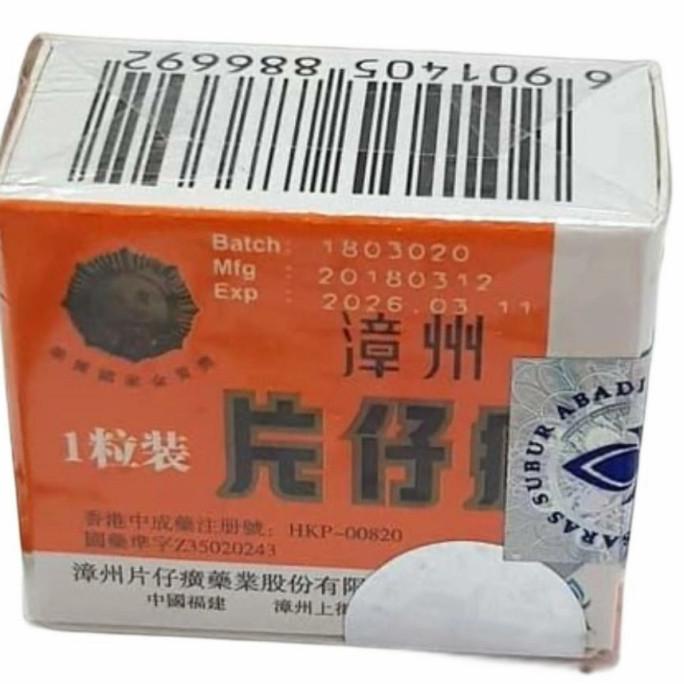 6 901405 886692
Batch : 1803020
Mfg : 20180312
Exp : 2026.03.11
漳州
片仔
1粒装
香港中成藥注册號：HKP-00820
國藥準字Z35020243
漳州片仔癀藥業股份有限
中國福建 漳州上街
SARAS SUBUR ABADI